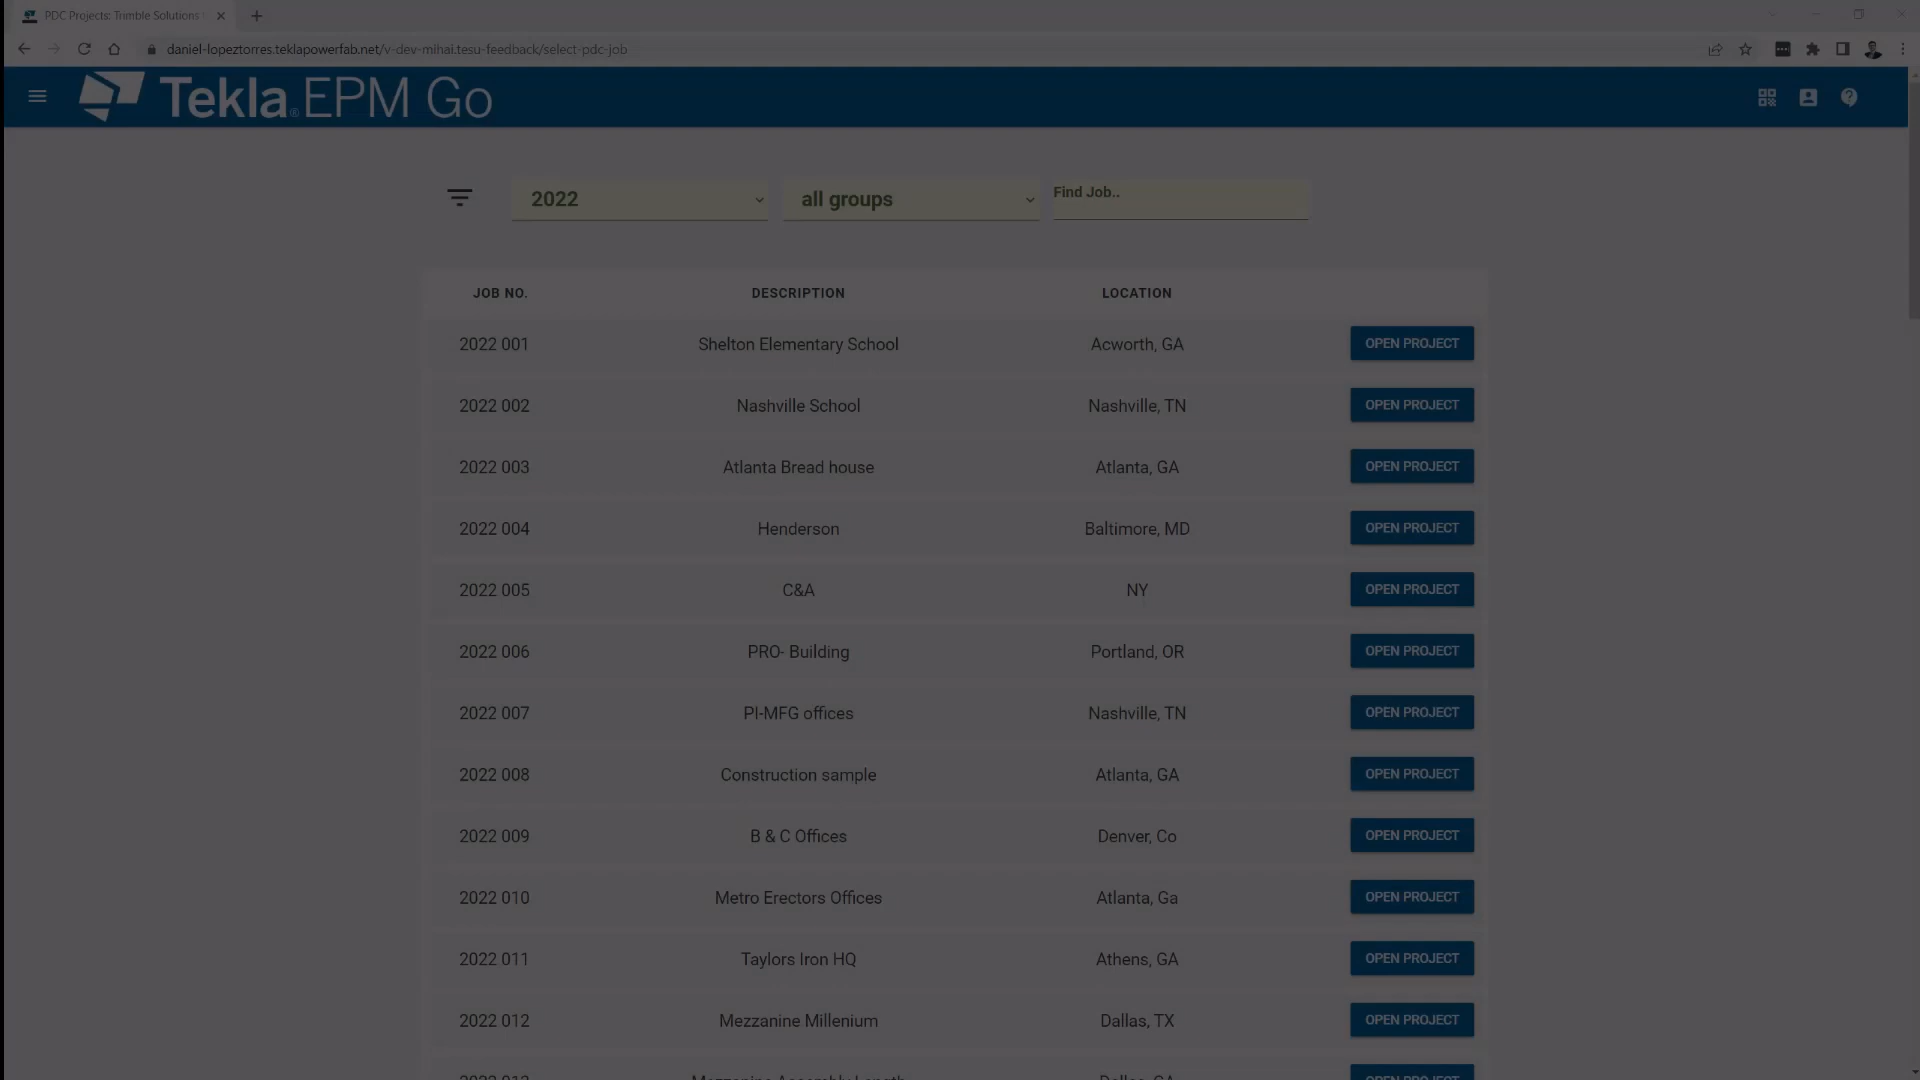 PDC Projects: Trimble Solutions
daniel-lopeztorres.teklapowerfab.net/v-dev-mihai.tesu-feedback/select-pdc-job
Tekla® EPM Go
2022 all groups Find Job..
JOB NO. DESCRIPTION LOCATION
2022 001 Shelton Elementary School Acworth, GA OPEN PROJECT
2022 002 Nashville School Nashville, TN OPEN PROJECT
2022 003 Atlanta Bread house Atlanta, GA OPEN PROJECT
2022 004 Henderson Baltimore, MD OPEN PROJECT
2022 005 C&A NY OPEN PROJECT
2022 006 PRO- Building Portland, OR OPEN PROJECT
2022 007 PI-MFG offices Nashville, TN OPEN PROJECT
2022 008 Construction sample Atlanta, GA OPEN PROJECT
2022 009 B & C Offices Denver, Co OPEN PROJECT
2022 010 Metro Erectors Offices Atlanta, Ga OPEN PROJECT
2022 011 Taylors Iron HQ Athens, GA OPEN PROJECT
2022 012 Mezzanine Millenium Dallas, TX OPEN PROJECT